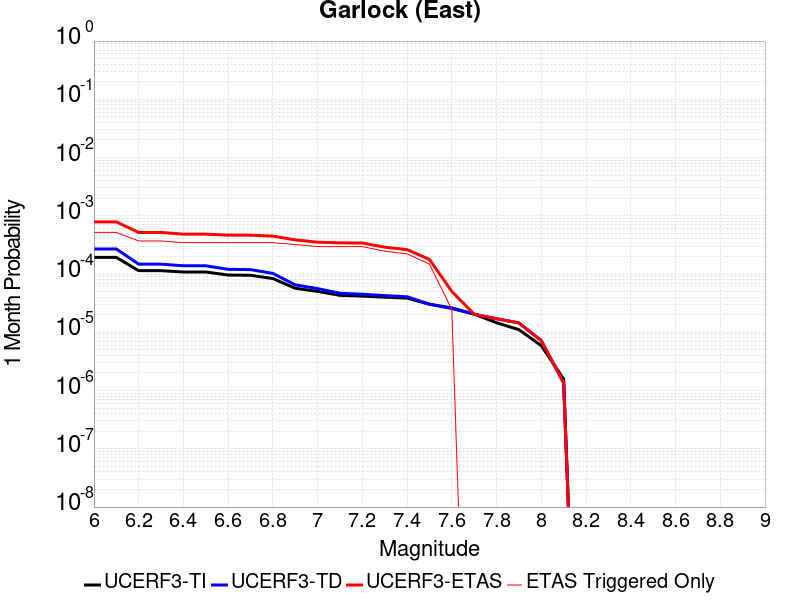 Garlock (East)
10^0
10^-1
10^-2
10^-3
10^-4
10^-5
10^-6
10^-7
10^-8
1 Month Probability
6 6.2 6.4 6.6 6.8 7 7.2 7.4 7.6 7.8 8 8.2 8.4 8.6 8.8 9
Magnitude
UCERF3-TI UCERF3-TD UCERF3-ETAS ETAS Triggered Only